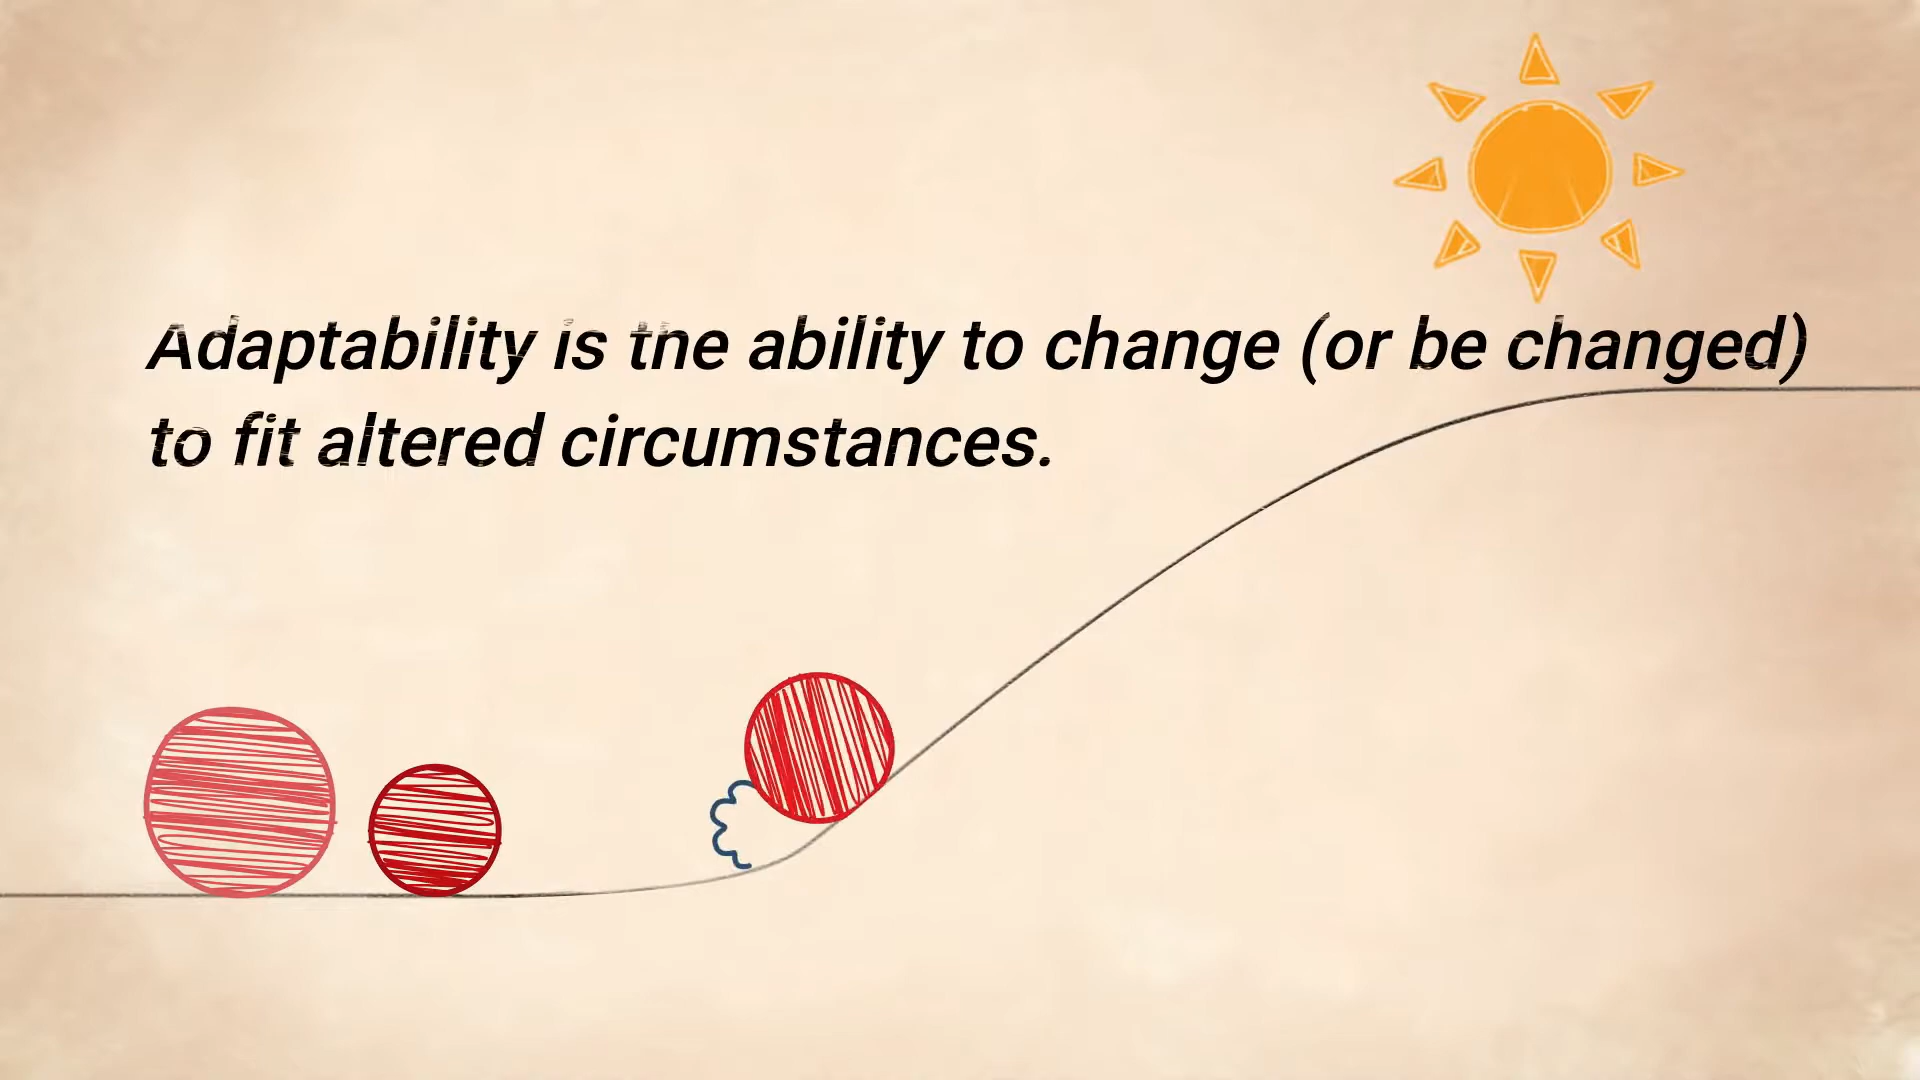 Adaptability is the ability to change (or be changed)
to fit altered circumstances.